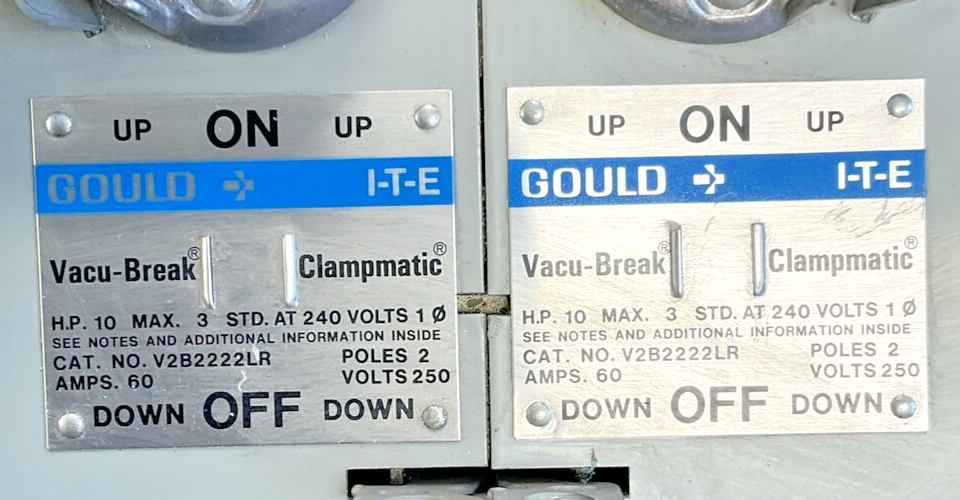 UP ON UP
GOULD I-T-E
Vacu-Break® Clampmatic®
H.P. 10 MAX. 3 STD. AT 240 VOLTS 1 Ø
SEE NOTES AND ADDITIONAL INFORMATION INSIDE
CAT. NO. V2B2222LR POLES 2
AMPS. 60 VOLTS 250
DOWN OFF DOWN
UP ON UP
GOULD I-T-E
Vacu-Break® Clampmatic®
H.P. 10 MAX. 3 STD. AT 240 VOLTS 1 Ø
SEE NOTES AND ADDITIONAL INFORMATION INSIDE
CAT. NO. V2B2222LR POLES 2
AMPS. 60 VOLTS 250
DOWN OFF DOWN